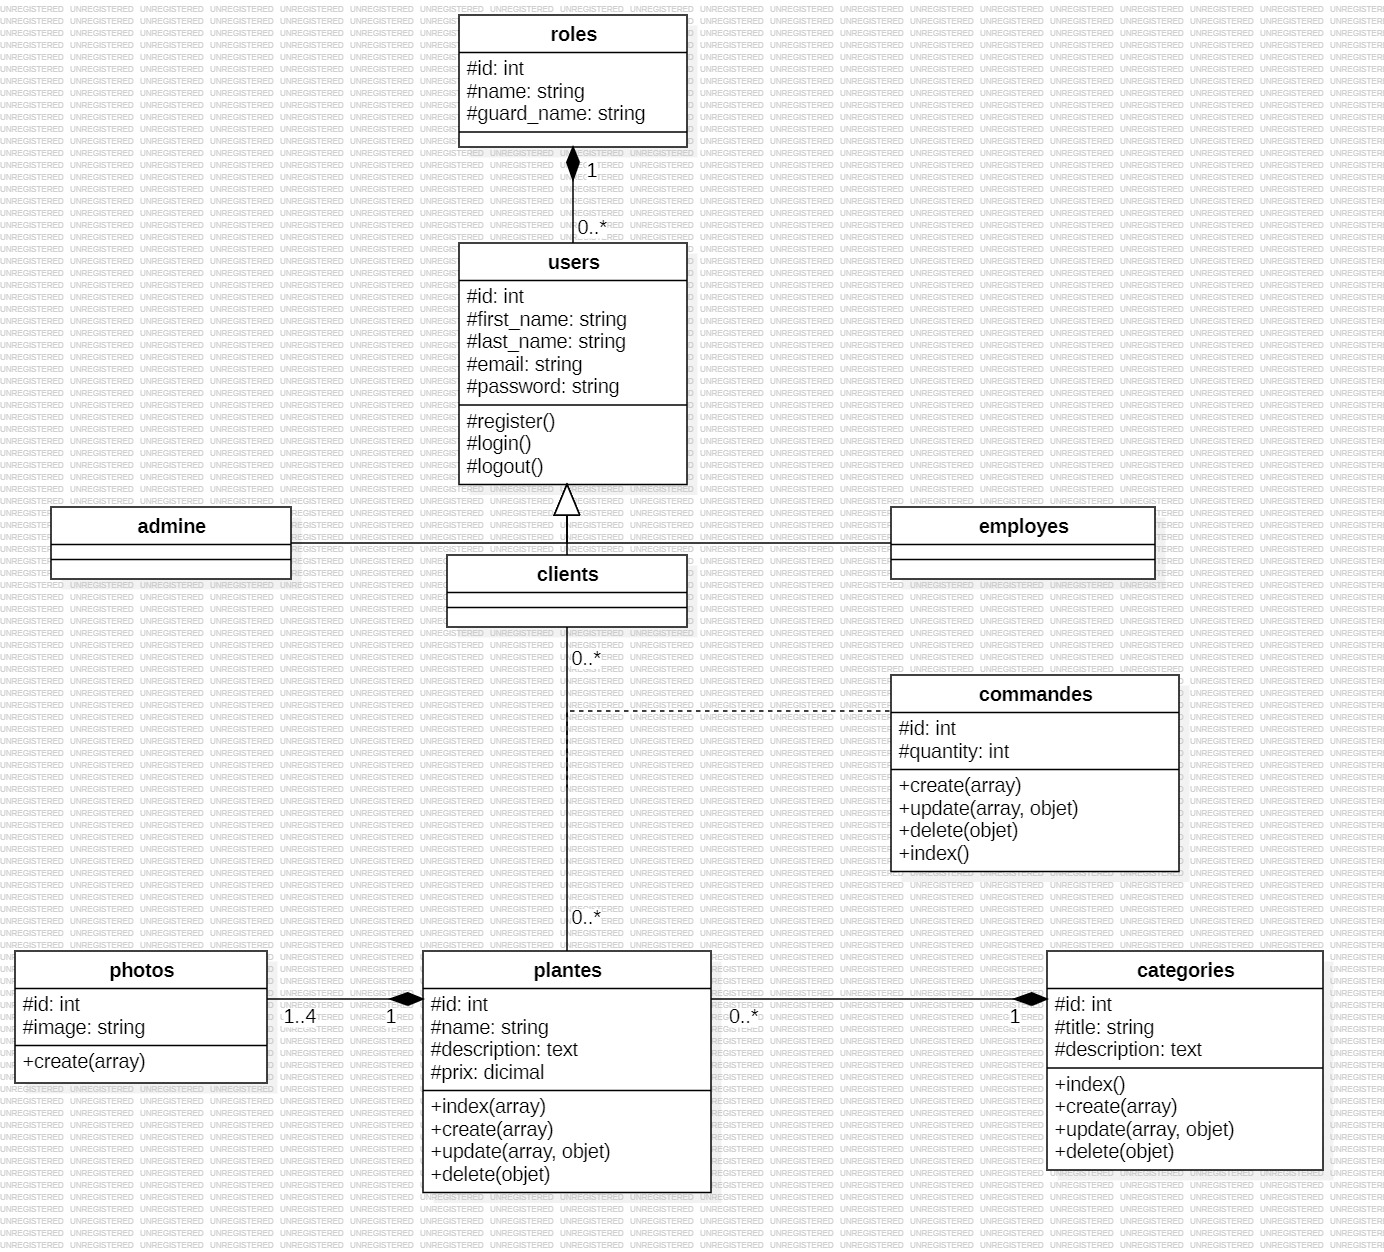 roles
#id: int
#name: string
#guard_name: string
1
0..*
users
#id: int
#first_name: string
#last_name: string
#email: string
#password: string
#register()
#login()
#logout()
admine
employes
clients
0..*
commandes
#id: int
#quantity: int
+create(array)
+update(array, objet)
+delete(objet)
+index()
0..*
photos
#id: int
#image: string
+create(array)
1..4
1
plantes
#id: int
#name: string
#description: text
#prix: dicimal
+index(array)
+create(array)
+update(array, objet)
+delete(objet)
0..*
1
categories
#id: int
#title: string
#description: text
+index()
+create(array)
+update(array, objet)
+delete(objet)
UNREGISTERED